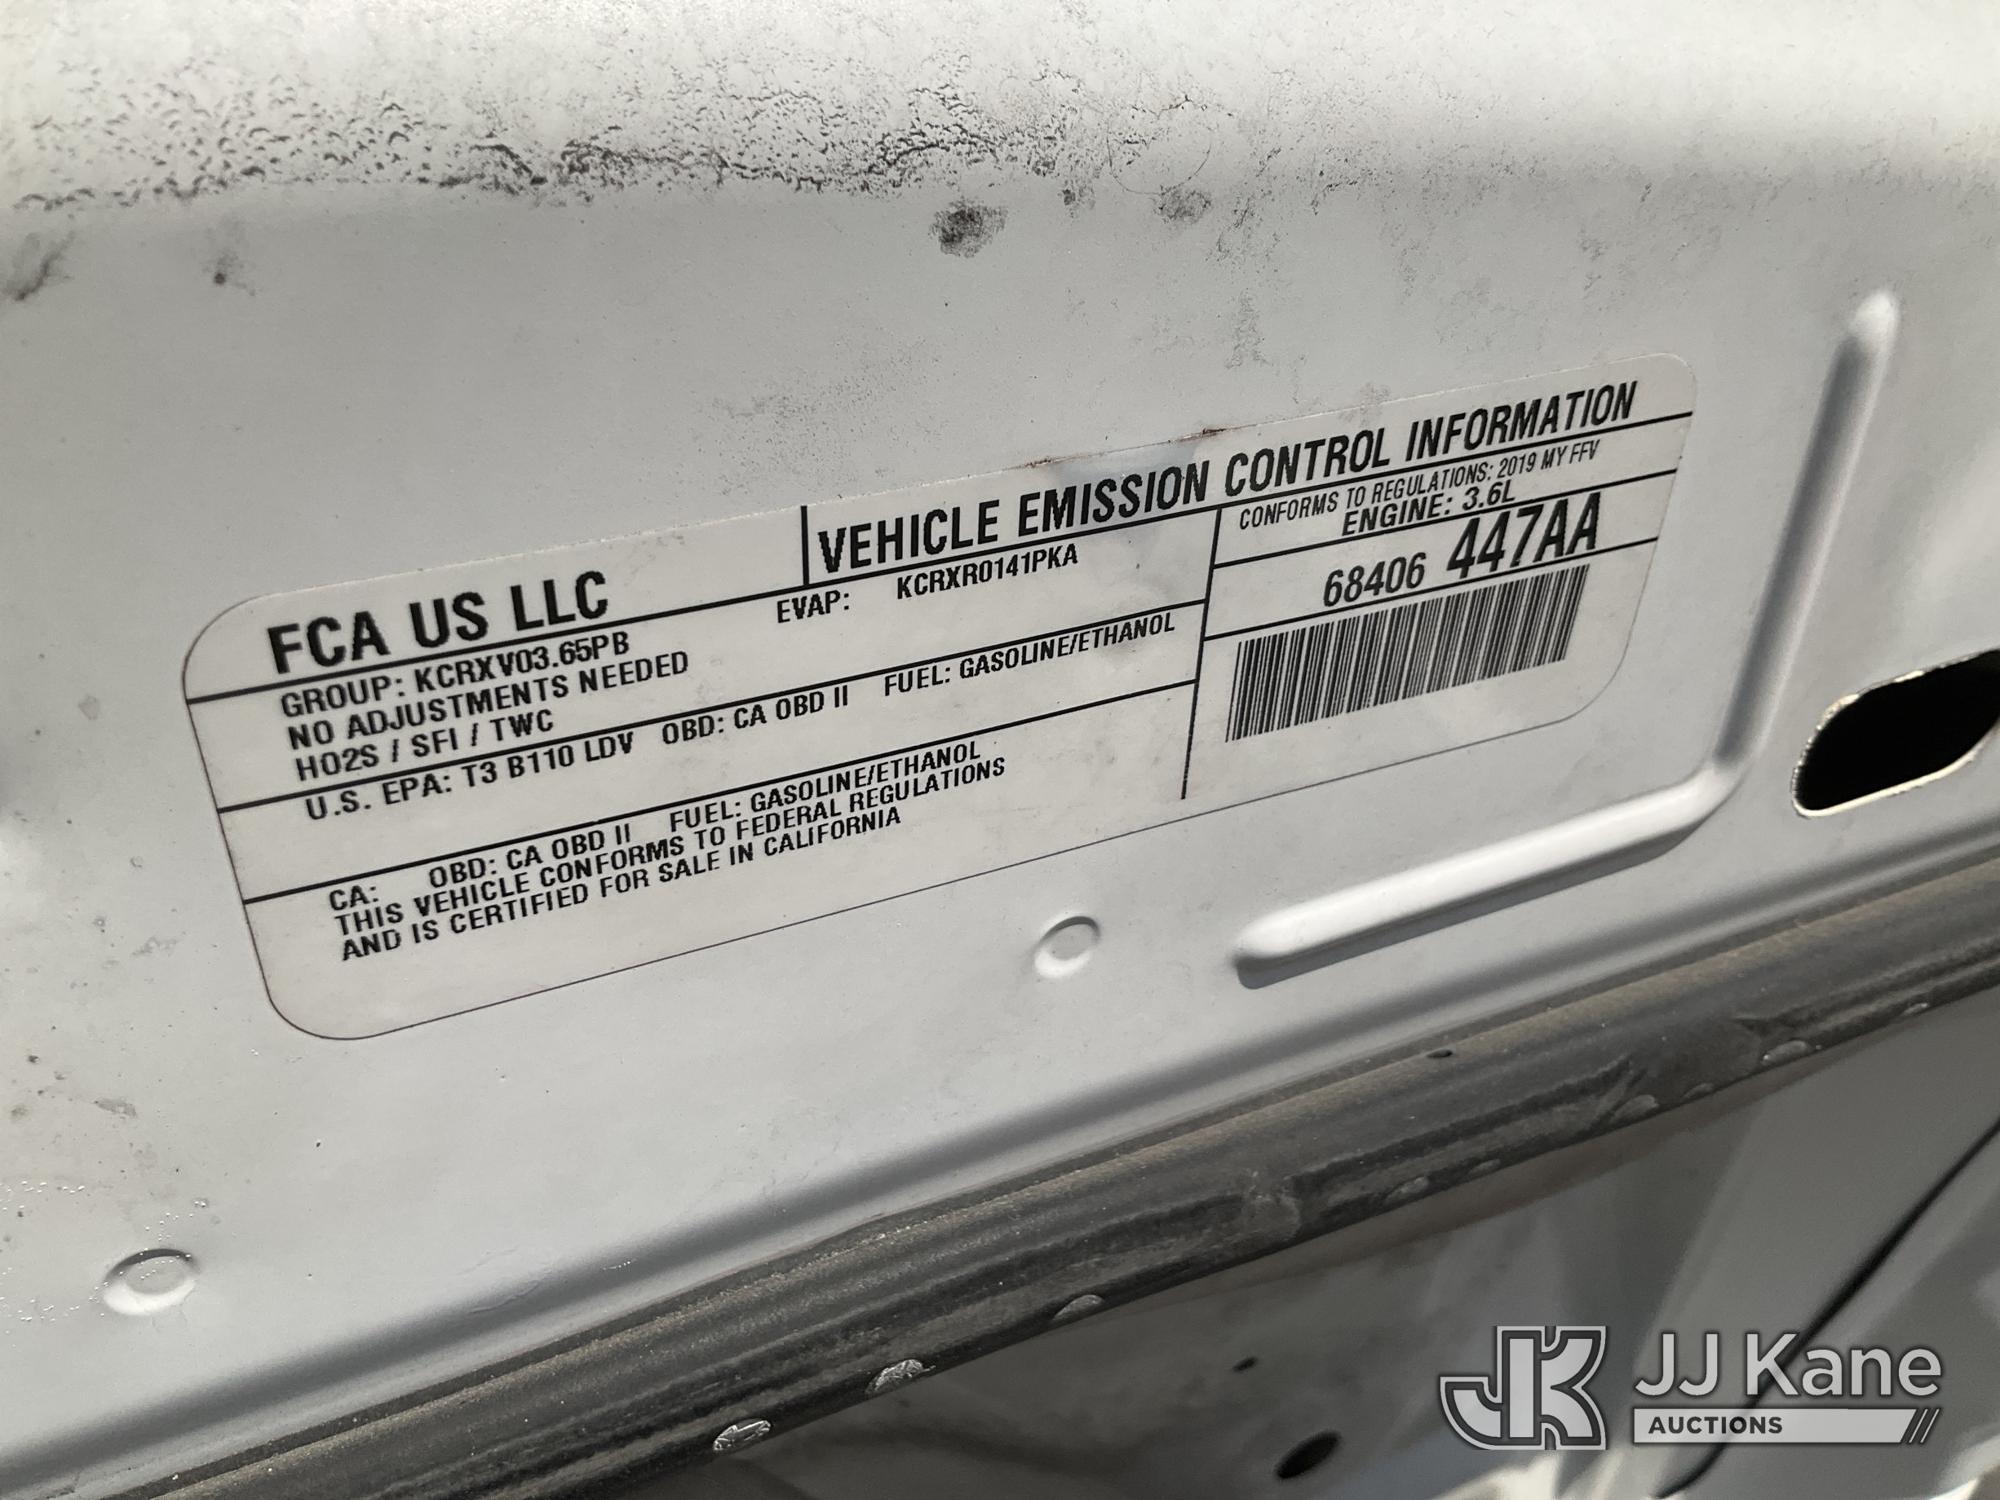 FCA US LLC
VEHICLE EMISSION CONTROL INFORMATION
GROUP: KCRXV03.65PB
EVAP: KCRXR0141PKA
NO ADJUSTMENTS NEEDED
HO2S / SFI / TWC
CONFORMS TO REGULATIONS: 2019 MY FFV
ENGINE: 3.6L
68406 447AA
U.S. EPA: T3 B110 LDV OBD: CA OBD II FUEL: GASOLINE/ETHANOL
CA: OBD: CA OBD II FUEL: GASOLINE/ETHANOL
THIS VEHICLE CONFORMS TO FEDERAL REGULATIONS
AND IS CERTIFIED FOR SALE IN CALIFORNIA
JK JJ Kane
AUCTIONS